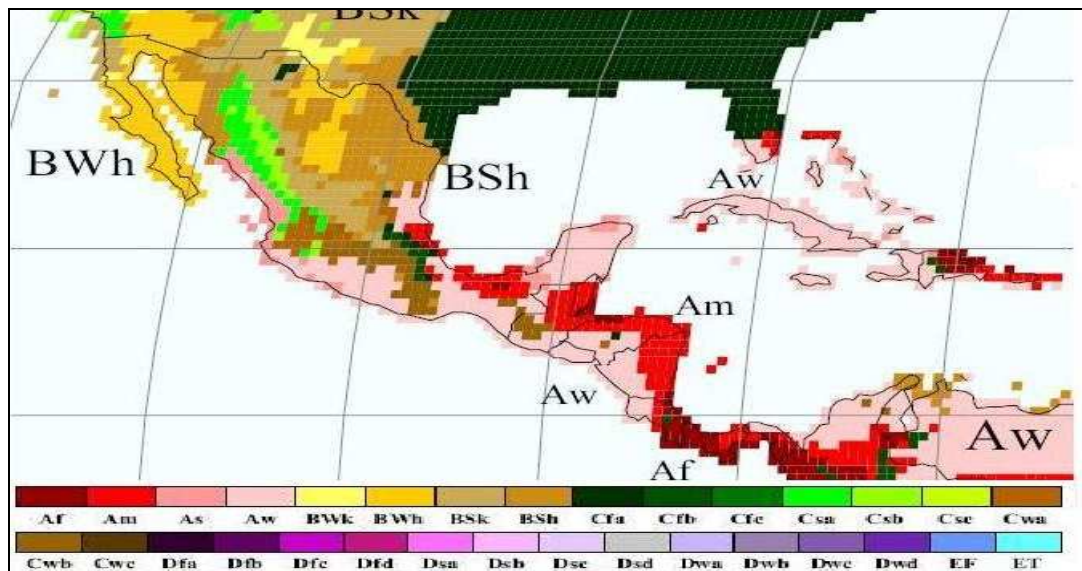 BSk
BWh
BSh
Aw
Am
Aw
Aw
Af
Af Am As Aw BWk BWh BSk BSh Cfa Cfb Cfc Csa Csb Csc Cwa
Cwb Cwc Dfa Dfb Dfc Dfd Dsa Dsb Dsc Dsd Dwa Dwb Dwc Dwd EF ET